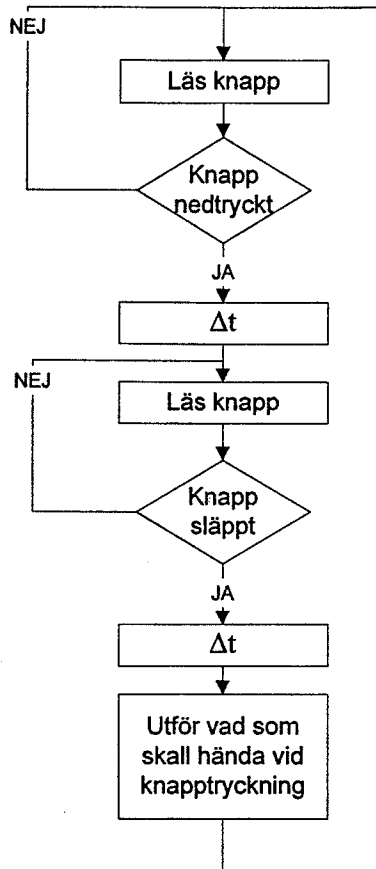 NEJ
Läs knapp
Knapp
nedtryckt
JA
Δt
NEJ
Läs knapp
Knapp
släppt
JA
Δt
Utför vad som
skall hända vid
knapptryckning